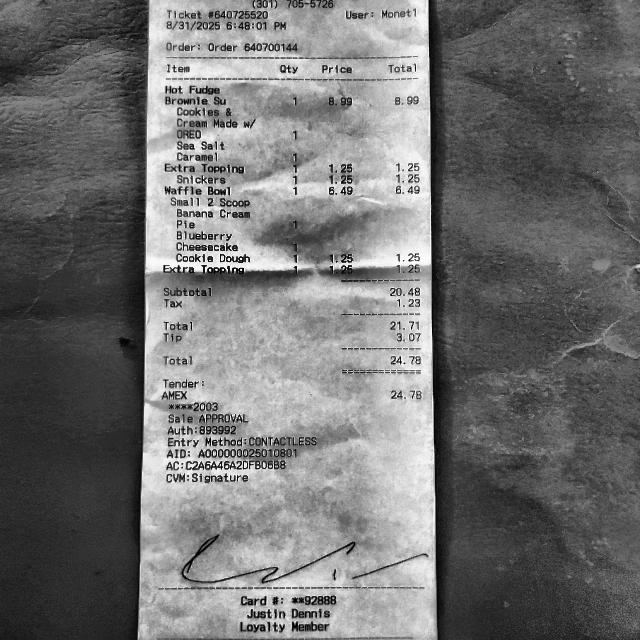 (301) 705-5726
Ticket #640725520 User: Monet1
8/31/2025 6:48:01 PM
Order: Order 640700144
Item Qty Price Total
Hot Fudge
Brownie Su 1 8.99 8.99
Cookies &
Cream Made w/
OREO 1
Sea Salt
Caramel 1
Extra Topping 1 1.25 1.25
Snickers 1 1.25 1.25
Waffle Bowl 1 6.49 6.49
Small 2 Scoop
Banana Cream
Pie 1
Blueberry
Cheesecake 1
Cookie Dough 1 1.25 1.25
Extra Topping 1 1.25 1.25
Subtotal 20.48
Tax 1.23
Total 21.71
Tip 3.07
Total 24.78
Tender:
AMEX 24.78
****2003
Sale APPROVAL
Auth:893992
Entry Method:CONTACTLESS
AID: A000000025010801
AC:C2A6A46A2DFB06B8
CVM:Signature
Card #: **92888
Justin Dennis
Loyalty Member